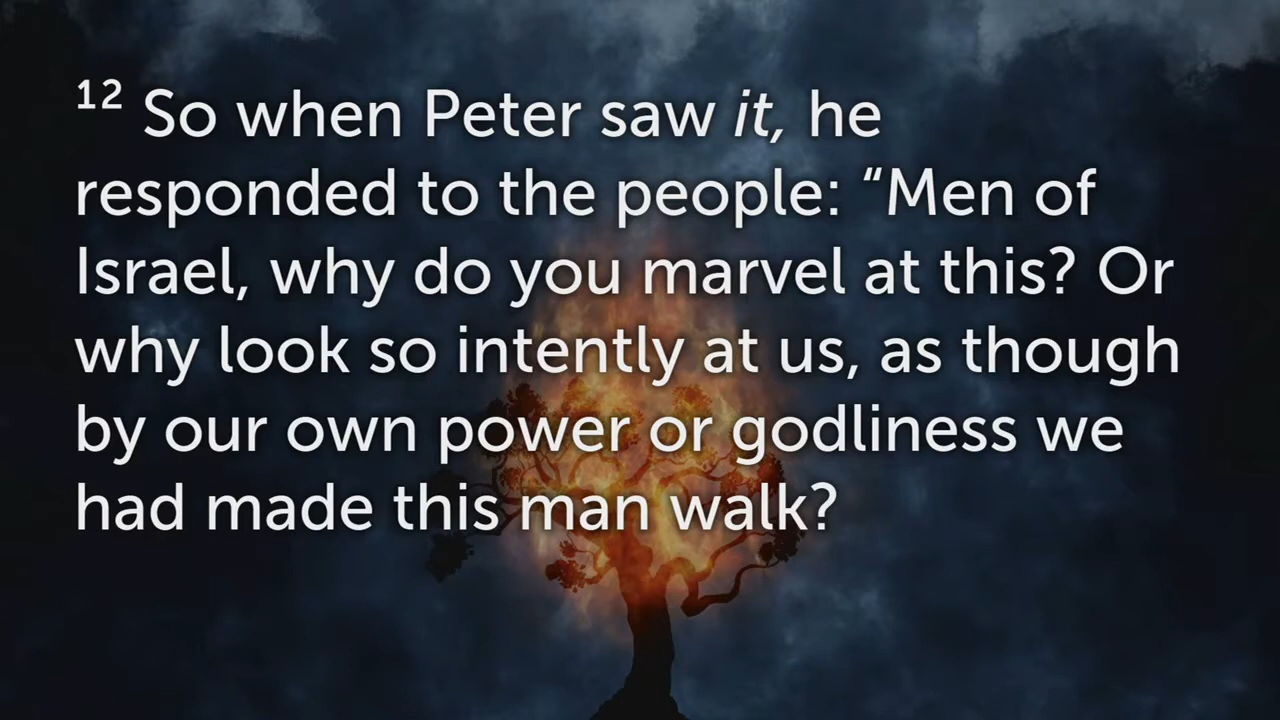 12 So when Peter saw it, he
responded to the people: “Men of
Israel, why do you marvel at this? Or
why look so intently at us, as though
by our own power or godliness we
had made this man walk?